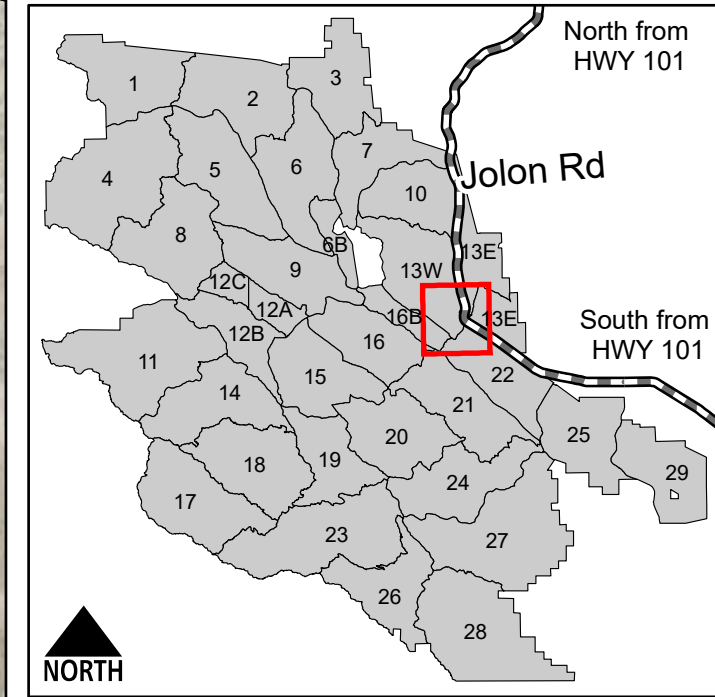 North from
HWY 101
3
1
2
7
Jolon Rd
5
6
4
10
8
6B
13E
9
13W
12C
12A
16B
13E
South from
HWY 101
12B
16
11
15
22
14
21
20
25
18
19
29
24
17
23
27
26
28
NORTH